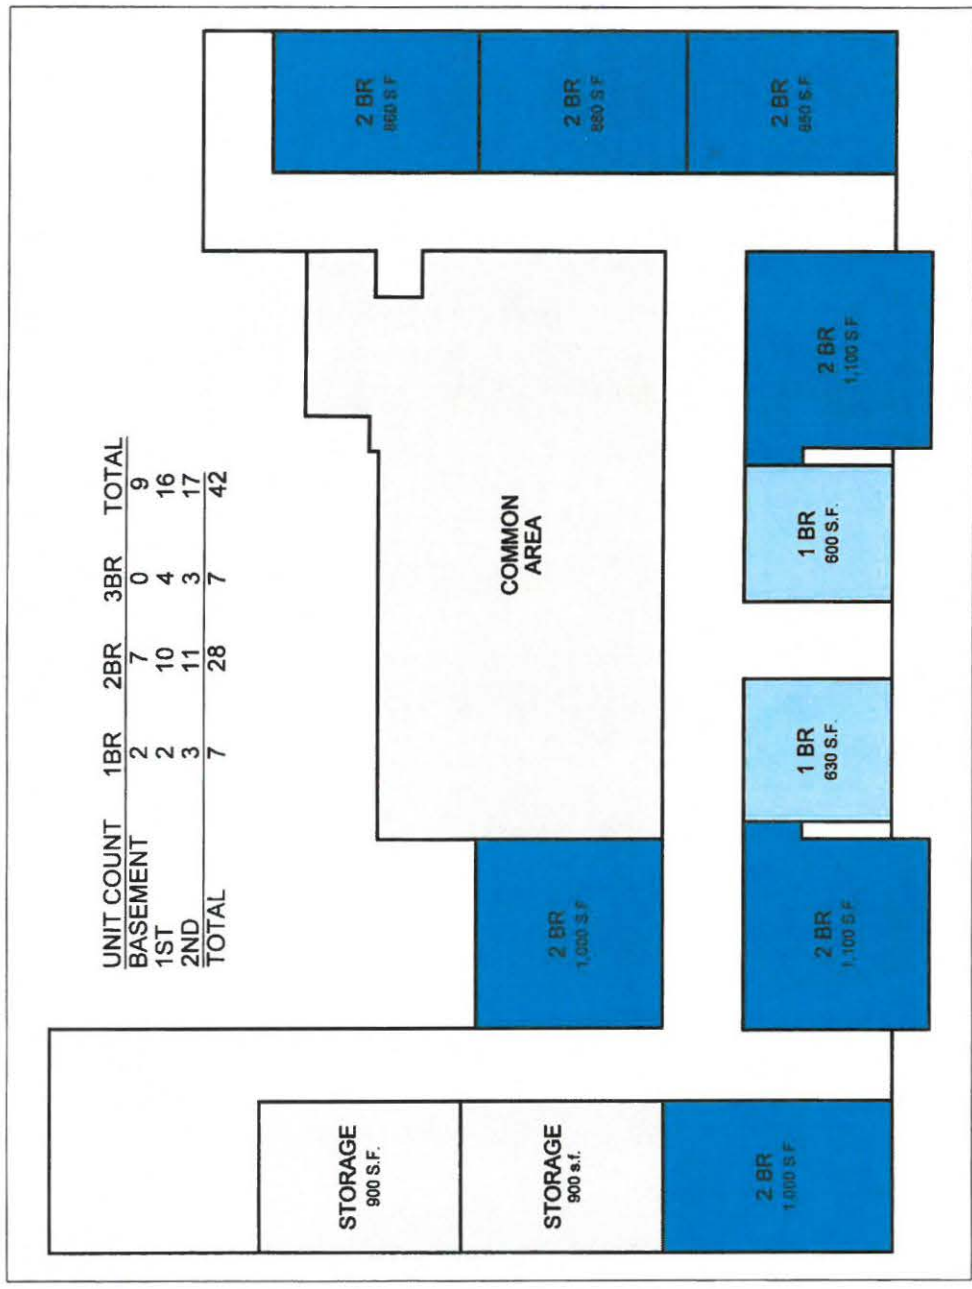 UNIT COUNT 1BR 2BR 3BR TOTAL
BASEMENT 2 7 0 9
1ST 2 10 4 16
2ND 3 11 3 17
TOTAL 7 28 7 42
STORAGE
900 S.F.
2 BR
860 S.F
STORAGE
900 s.f.
2 BR
1,000 S.F
COMMON
AREA
2 BR
880 S.F
2 BR
1,000 S.F
2 BR
1,100 S.F
1 BR
630 S.F.
1 BR
600 S.F.
2 BR
1,100 S.F
2 BR
850 S.F